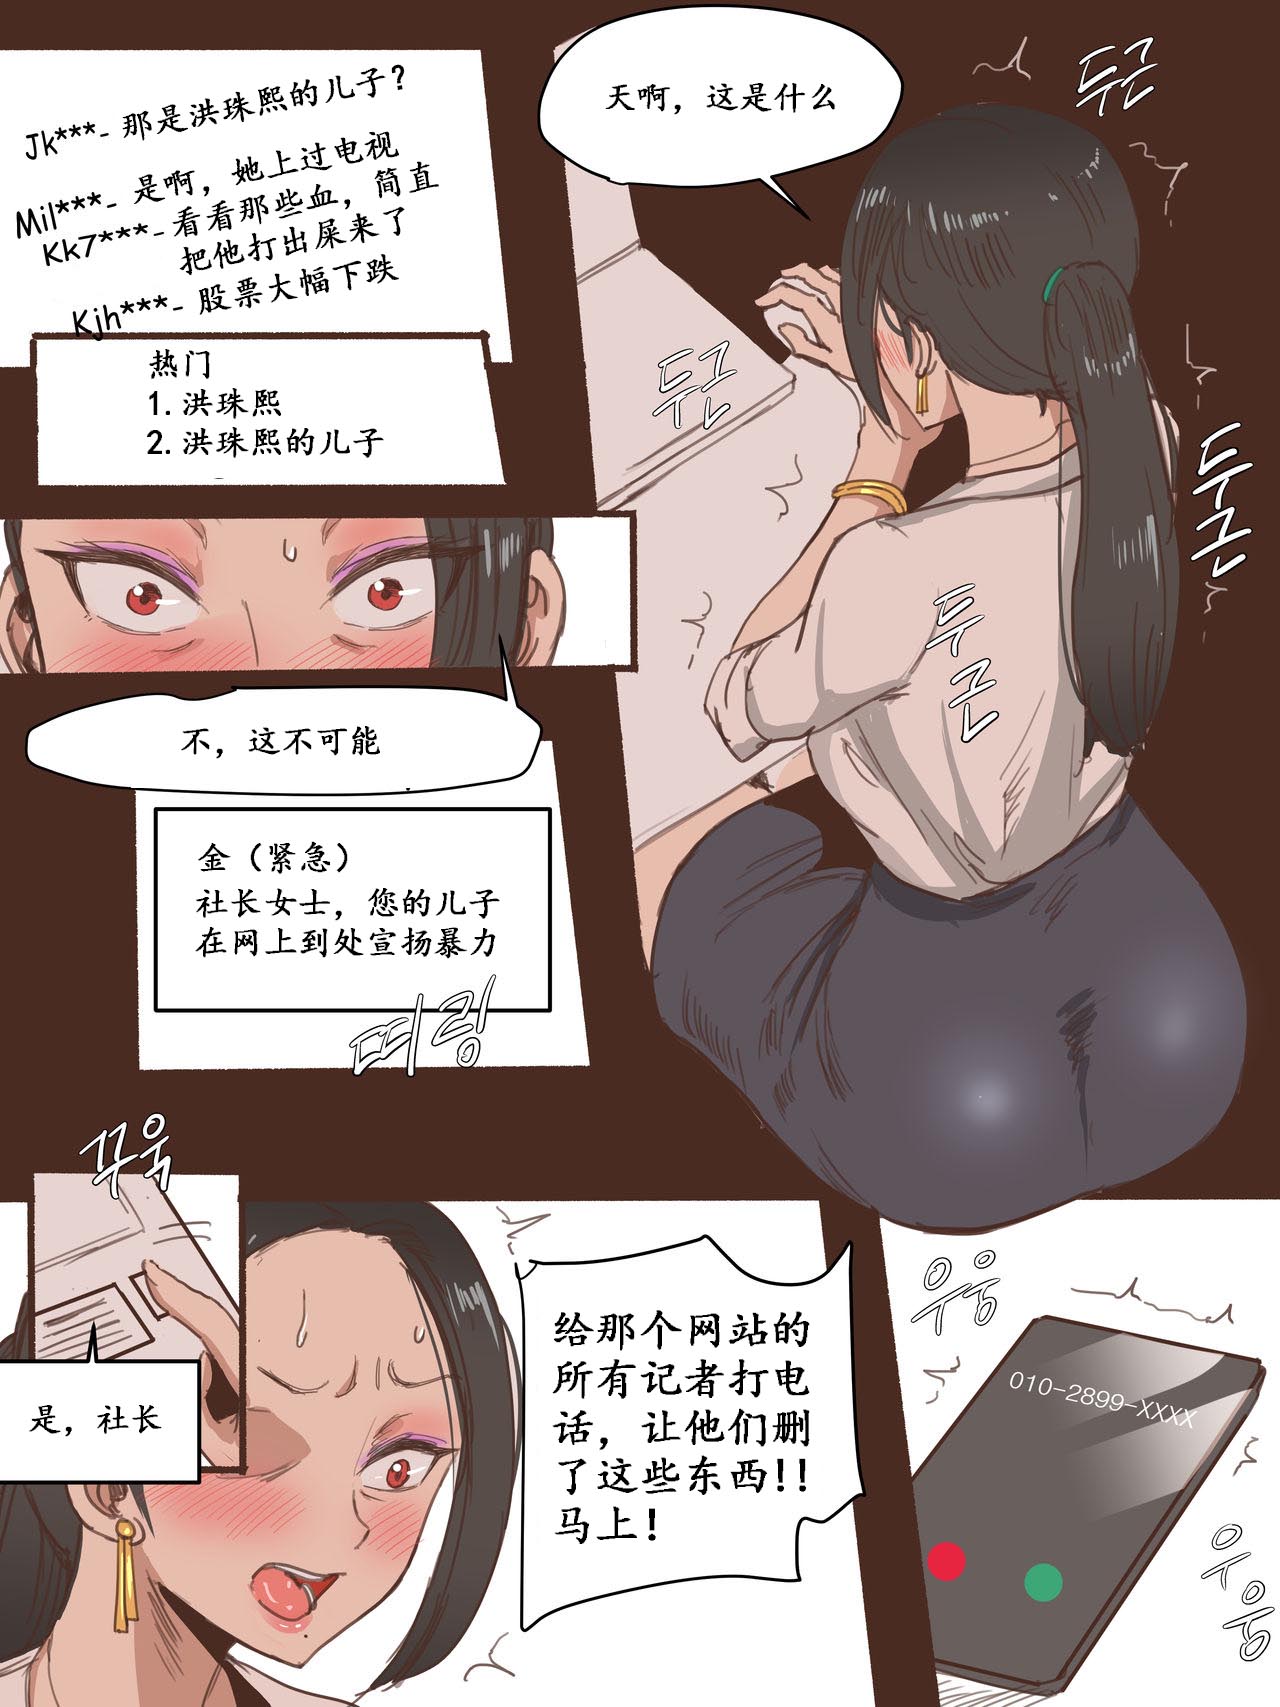 Jk***- 那是洪珠熙的儿子？
Mil***- 是啊，她上过电视
Kk7***- 看看那些血，简直
把他打出屎来了
Kjh***- 股票大幅下跌
热门
1.洪珠熙
2.洪珠熙的儿子
天啊，这是什么
두근
두근
두근
두근
不，这不可能
金（紧急）
社长女士，您的儿子
在网上到处宣扬暴力
띠링
꾸욱
是，社长
给那个网站的
所有记者打电
话，让他们删
了这些东西!!
马上!
우웅
010-2899-XXXX
우웅